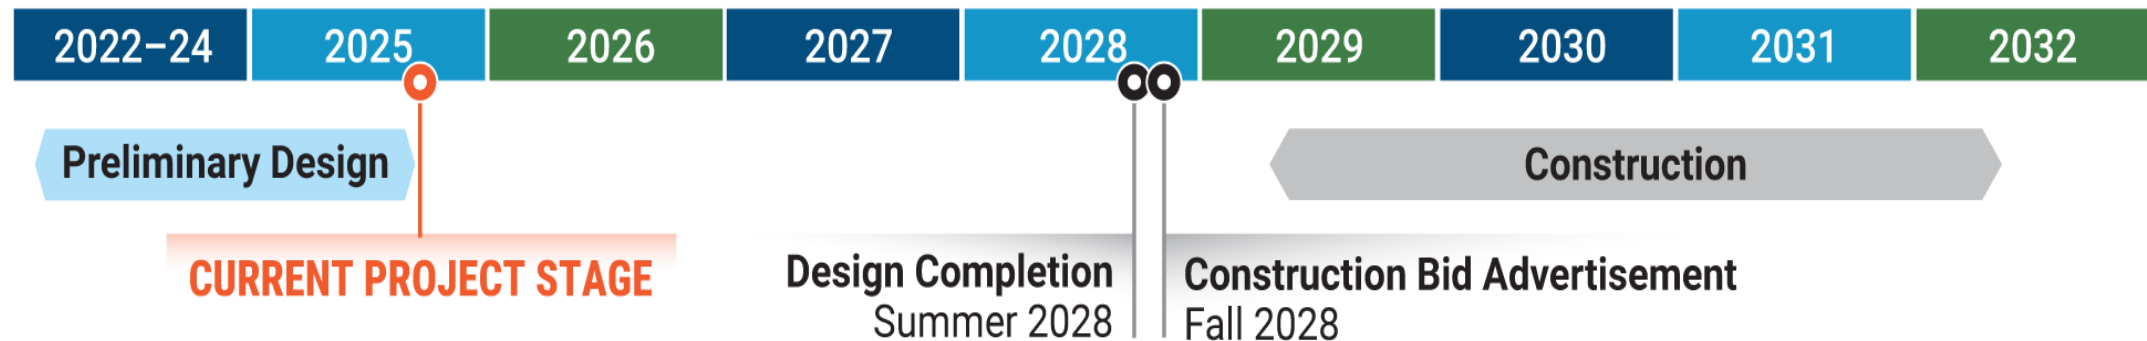 2022–24 2025 2026 2027 2028 2029 2030 2031 2032
Preliminary Design
Construction
CURRENT PROJECT STAGE
Design Completion
Summer 2028
Construction Bid Advertisement
Fall 2028